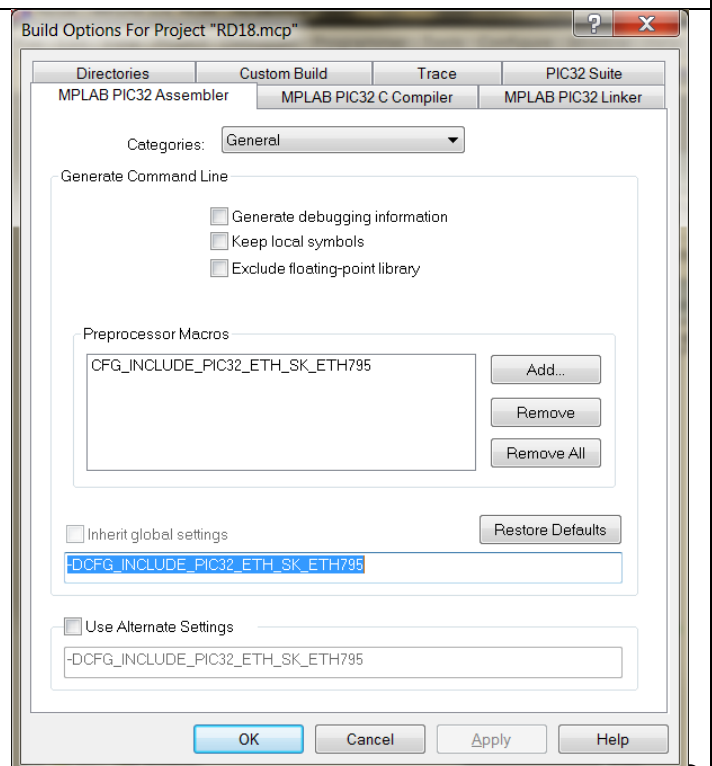 Build Options For Project "RD18.mcp"
? X
Directories Custom Build Trace PIC32 Suite
MPLAB PIC32 Assembler MPLAB PIC32 C Compiler MPLAB PIC32 Linker
Categories: General
Generate Command Line
Generate debugging information
Keep local symbols
Exclude floating-point library
Preprocessor Macros
CFG_INCLUDE_PIC32_ETH_SK_ETH795
Add...
Remove
Remove All
Inherit global settings Restore Defaults
-DCFG_INCLUDE_PIC32_ETH_SK_ETH795
Use Alternate Settings
-DCFG_INCLUDE_PIC32_ETH_SK_ETH795
OK Cancel Apply Help